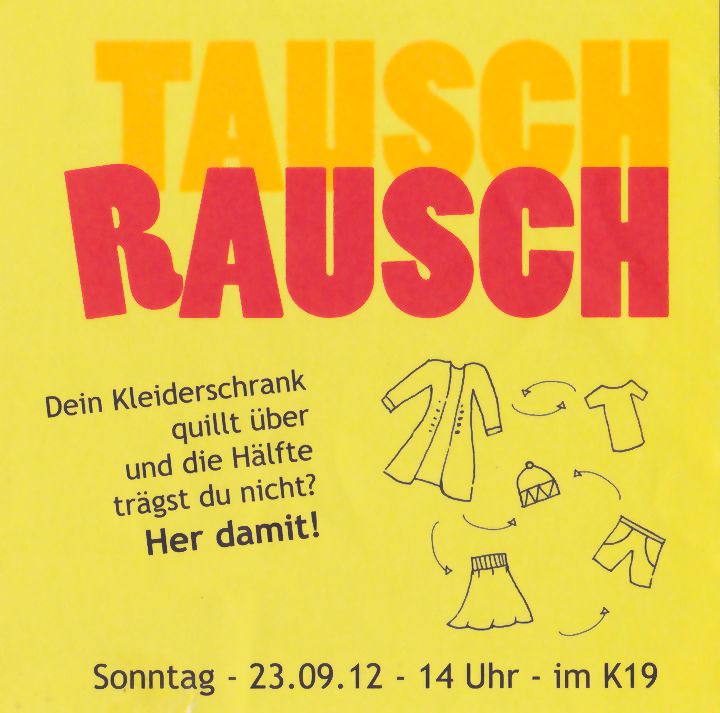 TAUSCH
RAUSCH
Dein Kleiderschrank
quillt über
und die Hälfte
trägst du nicht?
Her damit!
Sonntag - 23.09.12 - 14 Uhr - im K19